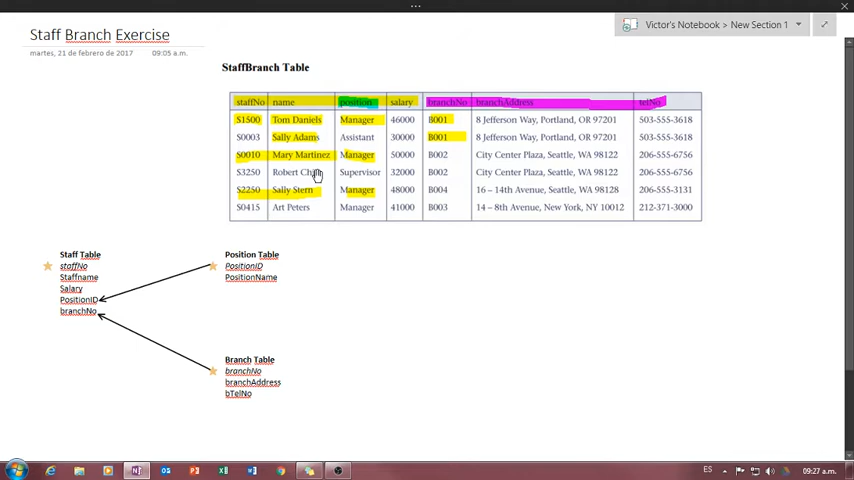 Staff Branch Exercise
Victor's Notebook > New Section 1
martes, 21 de febrero de 2017 09:05 a.m.
StaffBranch Table
staffNo name position salary branchNo branchAddress telNo
S1500 Tom Daniels Manager 46000 B001 8 Jefferson Way, Portland, OR 97201 503-555-3618
S0003 Sally Adams Assistant 30000 B001 8 Jefferson Way, Portland, OR 97201 503-555-3618
S0010 Mary Martinez Manager 50000 B002 City Center Plaza, Seattle, WA 98122 206-555-6756
S3250 Robert Supervisor 32000 B002 City Center Plaza, Seattle, WA 98122 206-555-6756
S2250 Sally Stern Manager 48000 B004 16 – 14th Avenue, Seattle, WA 98128 206-555-3131
S0415 Art Peters Manager 41000 B003 14 – 8th Avenue, New York, NY 10012 212-371-3000
Staff Table
staffNo
Staffname
Salary
PositionID
branchNo
Position Table
PositionID
PositionName
Branch Table
branchNo
branchAddress
bTelNo
ES 09:27 a.m.